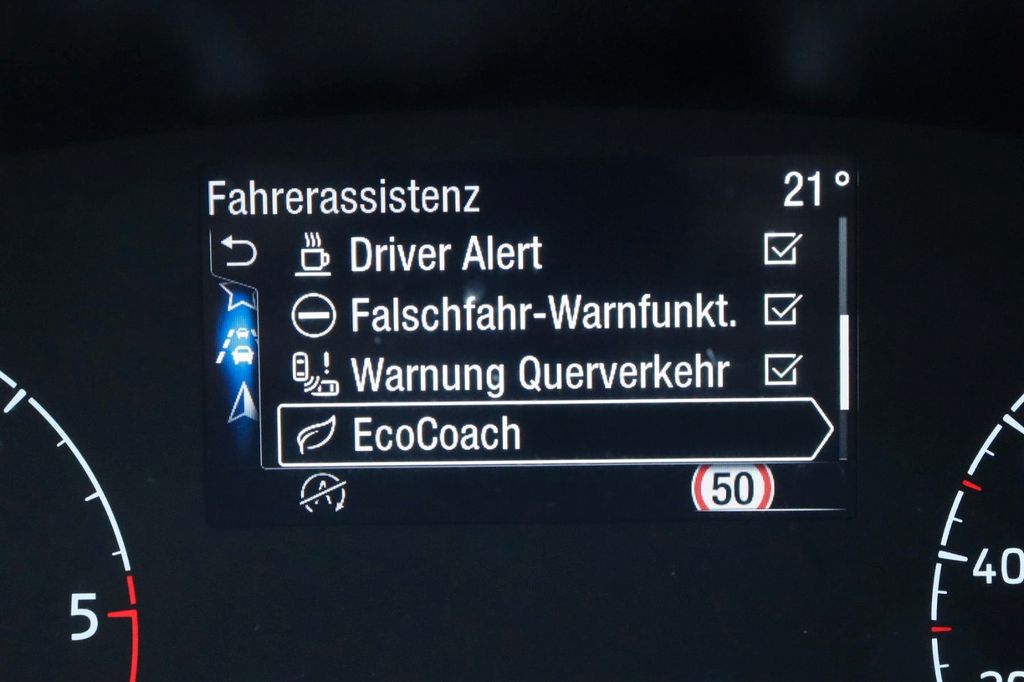 Fahrerassistenz 21°
Driver Alert
Falschfahr-Warnfunkt.
Warnung Querverkehr
EcoCoach
50
5
40